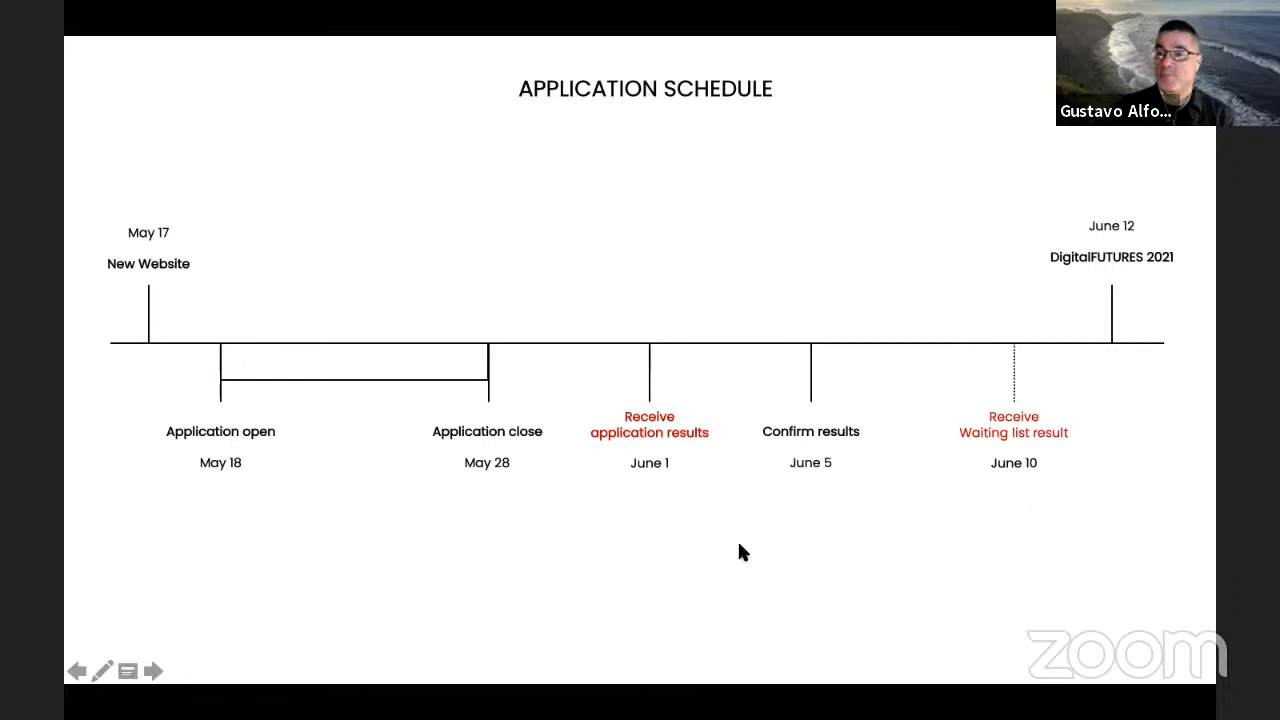 APPLICATION SCHEDULE
Gustavo Alfo...
May 17
New Website
June 12
DigitalFUTURES 2021
Application open
May 18
Application close
May 28
Receive
application results
June 1
Confirm results
June 5
Receive
Waiting list result
June 10
zoom